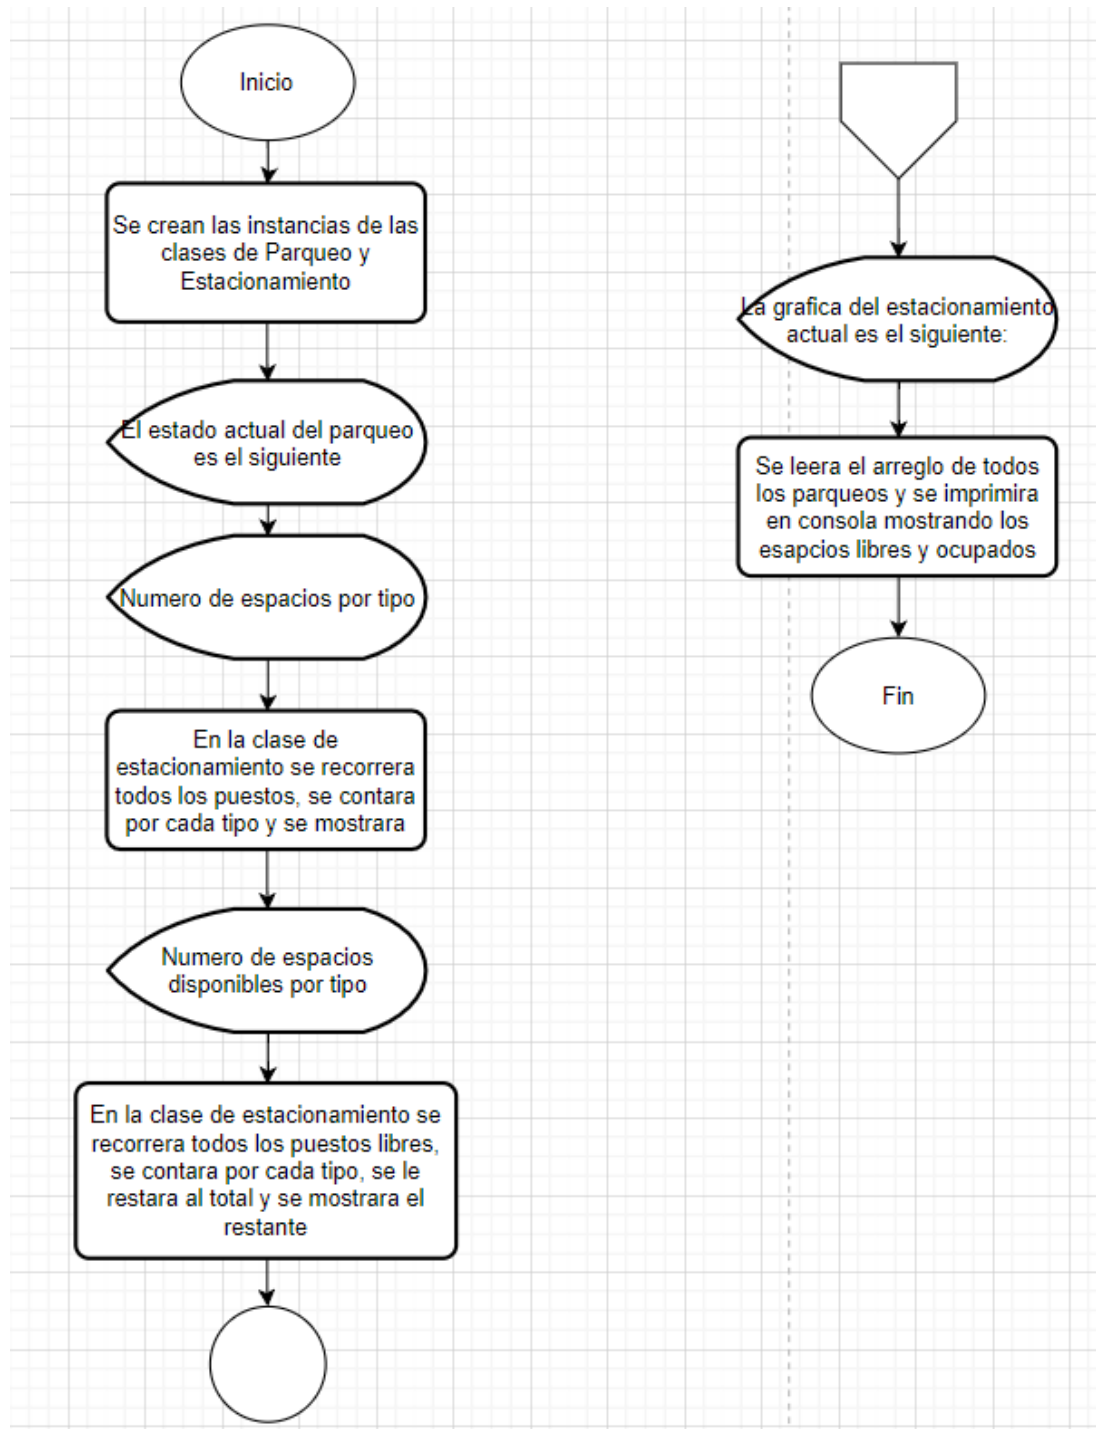 Inicio
Se crean las instancias de las
clases de Parqueo y
Estacionamiento
El estado actual del parqueo
es el siguiente
Numero de espacios por tipo
En la clase de
estacionamiento se recorrera
todos los puestos, se contara
por cada tipo y se mostrara
Numero de espacios
disponibles por tipo
En la clase de estacionamiento se
recorrera todos los puestos libres,
se contara por cada tipo, se le
restara al total y se mostrara el
restante
La grafica del estacionamiento
actual es el siguiente:
Se leera el arreglo de todos
los parqueos y se imprimira
en consola mostrando los
esapcios libres y ocupados
Fin